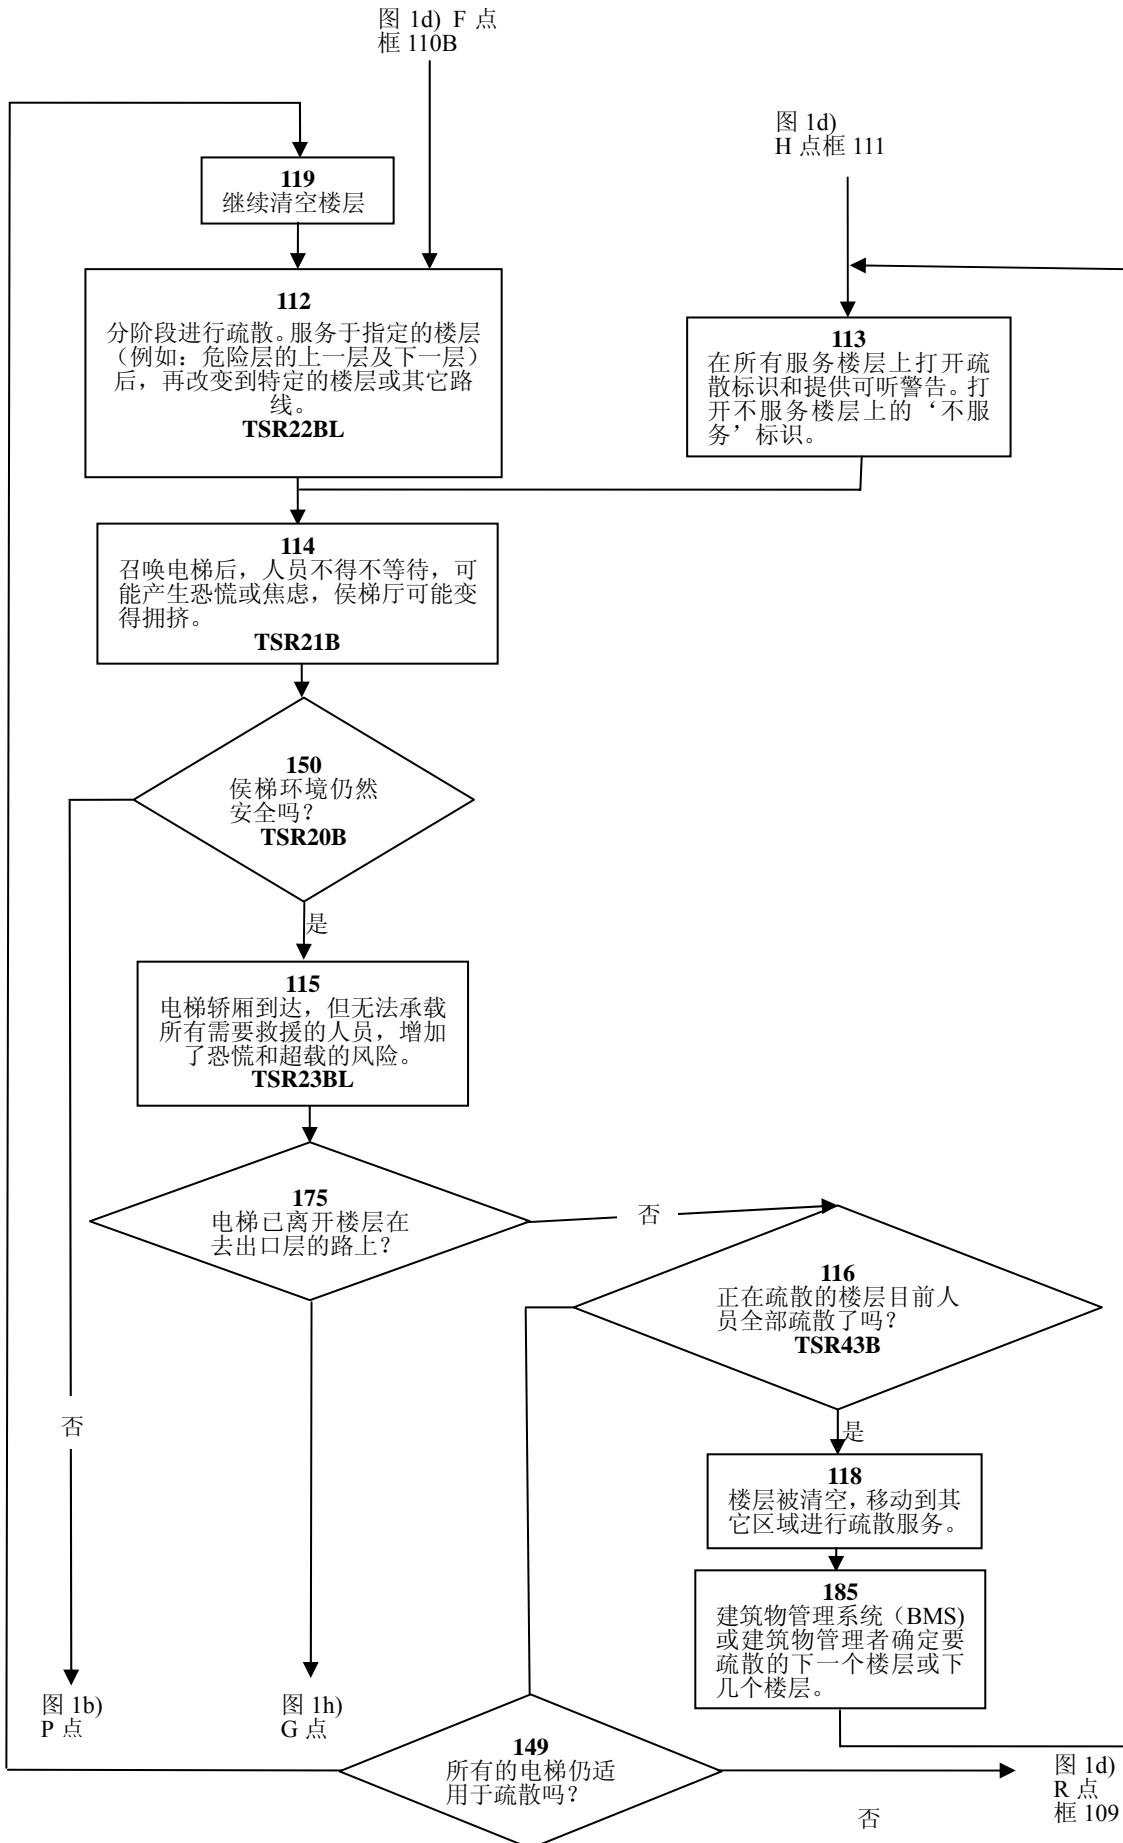 图 1d) F 点
框 110B
图 1d)
H 点框 111
119
继续清空楼层
112
分阶段进行疏散。服务于指定的楼层
（例如：危险层的上一层及下一层）
后，再改变到特定的楼层或其它路
线。
TSR22BL
113
在所有服务楼层上打开疏
散标识和提供可听警告。打
开不服务楼层上的‘不服
务’标识。
114
召唤电梯后，人员不得不等待，可
能产生恐慌或焦虑，侯梯厅可能变
得拥挤。
TSR21B
150
侯梯环境仍然
安全吗？
TSR20B
是
115
电梯轿厢到达，但无法承载
所有需要救援的人员，增加
了恐慌和超载的风险。
TSR23BL
175
电梯已离开楼层在
去出口层的路上？
否
116
正在疏散的楼层目前人
员全部疏散了吗？
TSR43B
否
是
118
楼层被清空，移动到其
它区域进行疏散服务。
185
建筑物管理系统（BMS)
或建筑物管理者确定要
疏散的下一个楼层或下
几个楼层。
图 1b)
P 点
图 1h)
G 点
149
所有的电梯仍适
用于疏散吗？
否
图 1d)
R 点
框 109